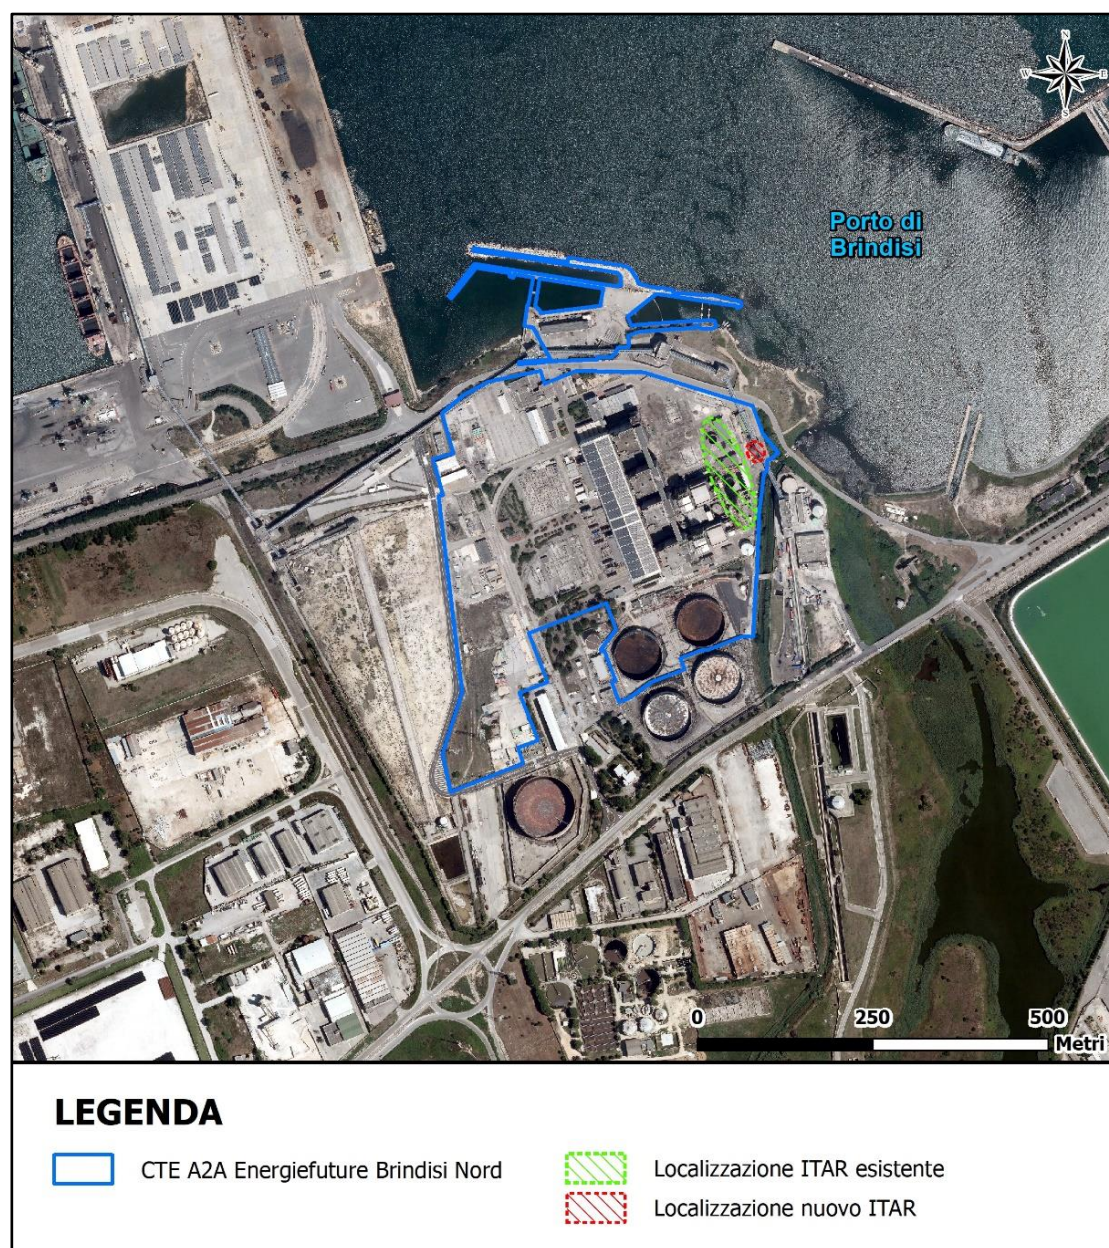 N
W
E
S
Porto di
Brindisi
0 250 500
Metri
LEGENDA
CTE A2A Energiefuture Brindisi Nord
Localizzazione ITAR esistente
Localizzazione nuovo ITAR